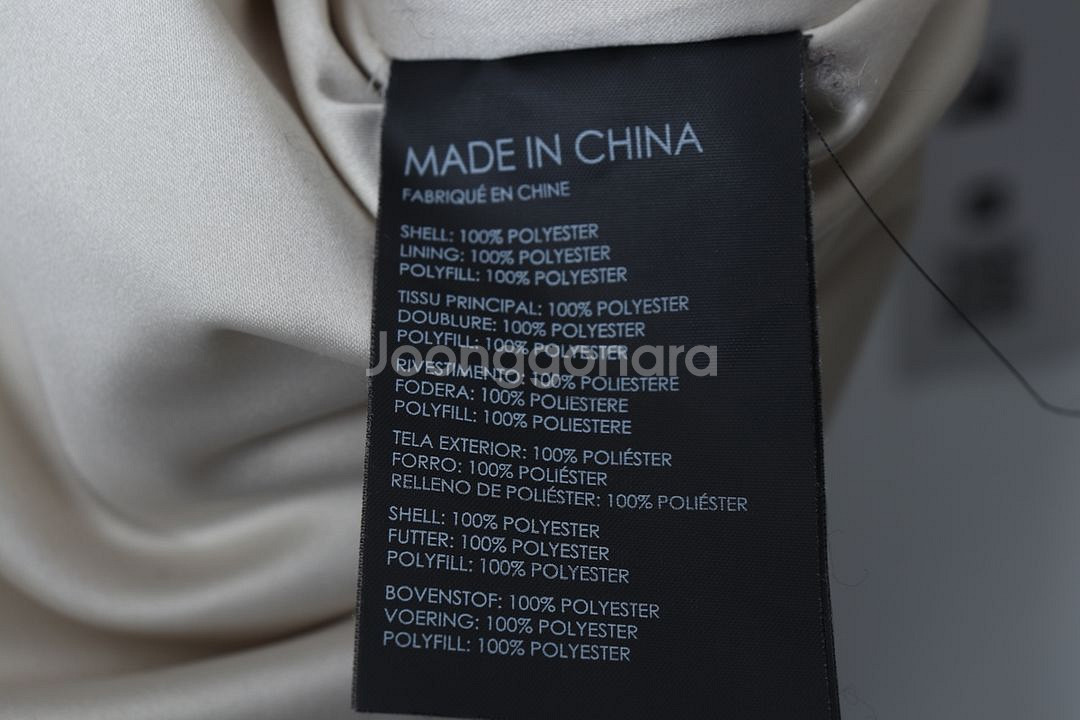 MADE IN CHINA
FABRIQUÉ EN CHINE
SHELL: 100% POLYESTER
LINING: 100% POLYESTER
POLYFILL: 100% POLYESTER
TISSU PRINCIPAL: 100% POLYESTER
DOUBLURE: 100% POLYESTER
POLYFILL: 100% POLYESTER
Joonggonara
RIVESTIMENTO: 100% POLIESTERE
FODERA: 100% POLIESTERE
POLYFILL: 100% POLIESTERE
TELA EXTERIOR: 100% POLIÉSTER
FORRO: 100% POLIÉSTER
RELLENO DE POLIÉSTER: 100% POLIÉSTER
SHELL: 100% POLYESTER
FUTTER: 100% POLYESTER
POLYFILL: 100% POLYESTER
BOVENSTOF: 100% POLYESTER
VOERING: 100% POLYESTER
POLYFILL: 100% POLYESTER